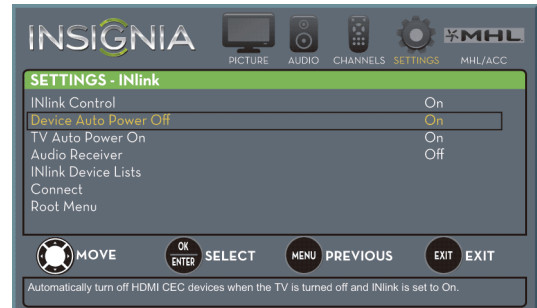 INSIGNIA
PICTURE AUDIO CHANNELS SETTINGS MHL MHL/ACC
SETTINGS - INlink
INlink Control On
Device Auto Power Off On
TV Auto Power On On
Audio Receiver Off
INlink Device Lists
Connect
Root Menu
MOVE OK ENTER SELECT MENU PREVIOUS EXIT EXIT
Automatically turn off HDMI CEC devices when the TV is turned off and INlink is set to On.